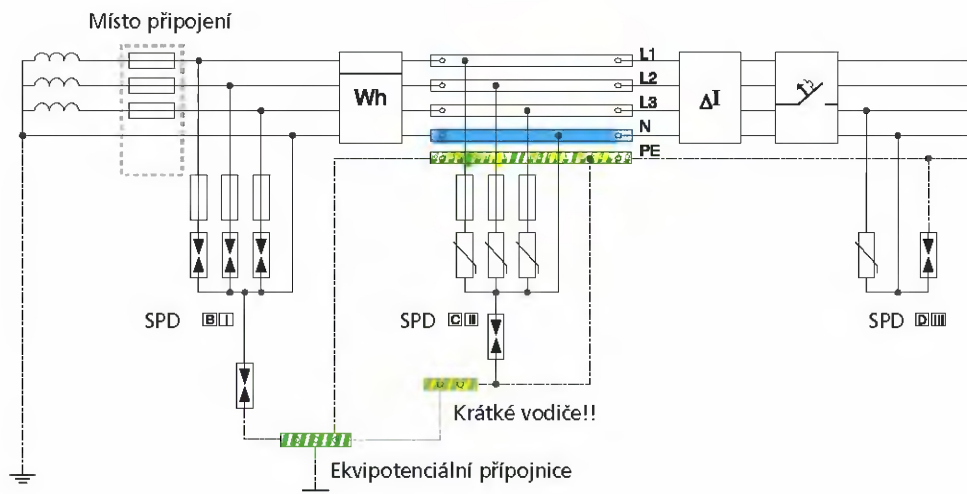 Místo připojení
Wh
L1
L2
L3
N
PE
ΔI
SPD B I
SPD C II
SPD D III
Krátké vodiče!!
Ekvipotenciální přípojnice